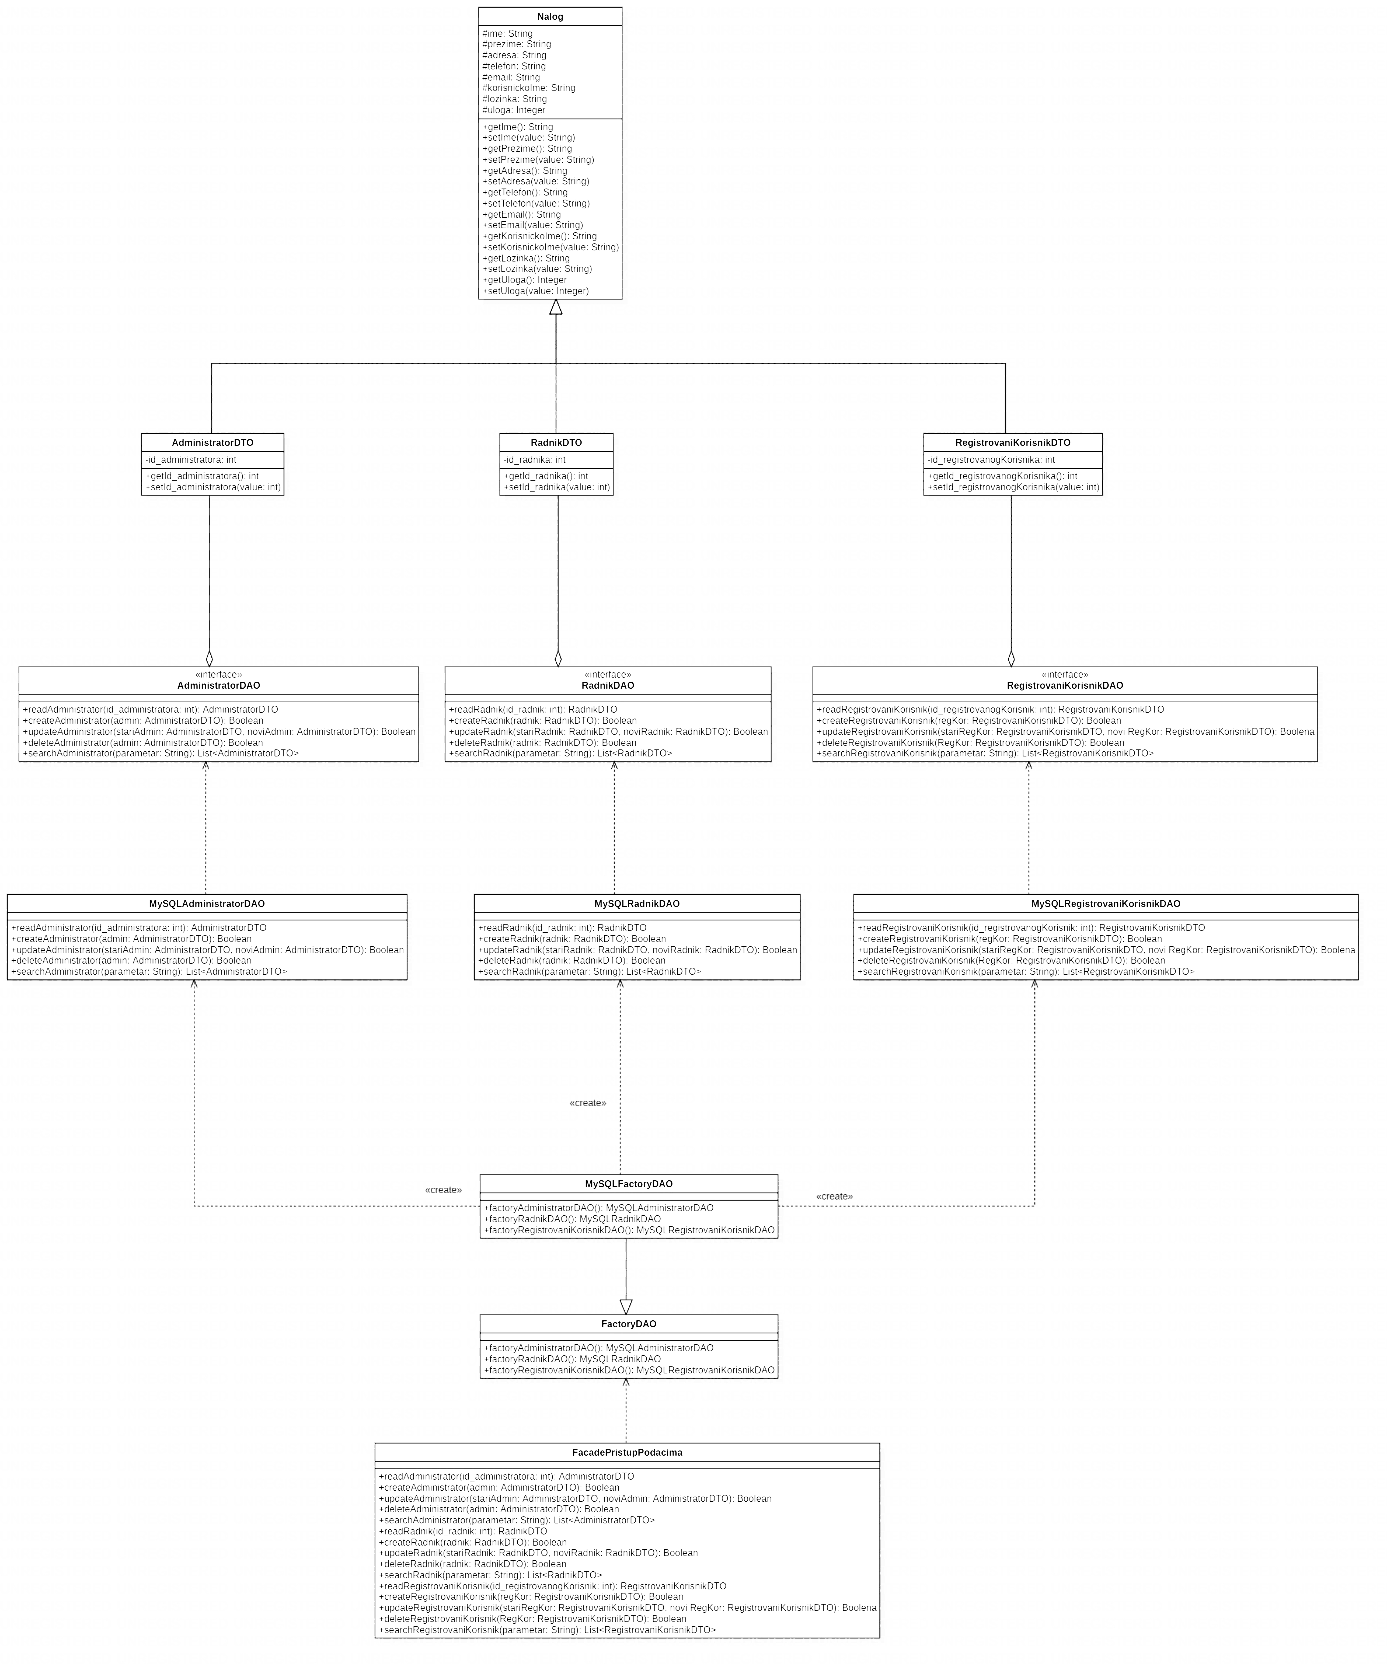 Nalog
#ime: String
#prezime: String
#adresa: String
#telefon: String
#email: String
#korisnickoIme: String
#lozinka: String
#uloga: Integer
+getIme(): String
+setIme(value: String)
+getPrezime(): String
+setPrezime(value: String)
+getAdresa(): String
+setAdresa(value: String)
+getTelefon(): String
+setTelefon(value: String)
+getEmail(): String
+setEmail(value: String)
+getKorisnickoIme(): String
+setKorisnickoIme(value: String)
+getLozinka(): String
+setLozinka(value: String)
+getUloga(): Integer
+setUloga(value: Integer)
AdministratorDTO
-id_administratora: int
+getId_administratora(): int
+setId_administratora(value: int)
RadnikDTO
-id_radnika: int
+getId_radnika(): int
+setId_radnika(value: int)
RegistrovaniKorisnikDTO
-id_registrovanogKorisnika: int
+getId_registrovanogKorisnika(): int
+setId_registrovanogKorisnika(value: int)
«interface»
AdministratorDAO
+readAdministrator(id_administratora: int): AdministratorDTO
+createAdministrator(admin: AdministratorDTO): Boolean
+updateAdministrator(stariAdmin: AdministratorDTO, noviAdmin: AdministratorDTO): Boolean
+deleteAdministrator(admin: AdministratorDTO): Boolean
+searchAdministrator(parametar: String): List<AdministratorDTO>
«interface»
RadnikDAO
+readRadnik(id_radnik: int): RadnikDTO
+createRadnik(radnik: RadnikDTO): Boolean
+updateRadnik(stariRadnik: RadnikDTO, noviRadnik: RadnikDTO): Boolean
+deleteRadnik(radnik: RadnikDTO): Boolean
+searchRadnik(parametar: String): List<RadnikDTO>
«interface»
RegistrovaniKorisnikDAO
+readRegistrovaniKorisnik(id_registrovanogKorisnik: int): RegistrovaniKorisnikDTO
+createRegistrovaniKorisnik(regKor: RegistrovaniKorisnikDTO): Boolean
+updateRegistrovaniKorisnik(stariRegKor: RegistrovaniKorisnikDTO, novi RegKor: RegistrovaniKorisnikDTO): Boolena
+deleteRegistrovaniKorisnik(RegKor: RegistrovaniKorisnikDTO): Boolean
+searchRegistrovaniKorisnik(parametar: String): List<RegistrovaniKorisnikDTO>
MySQLAdministratorDAO
+readAdministrator(id_administratora: int): AdministratorDTO
+createAdministrator(admin: AdministratorDTO): Boolean
+updateAdministrator(stariAdmin: AdministratorDTO, noviAdmin: AdministratorDTO): Boolean
+deleteAdministrator(admin: AdministratorDTO): Boolean
+searchAdministrator(parametar: String): List<AdministratorDTO>
MySQLRadnikDAO
+readRadnik(id_radnik: int): RadnikDTO
+createRadnik(radnik: RadnikDTO): Boolean
+updateRadnik(stariRadnik: RadnikDTO, noviRadnik: RadnikDTO): Boolean
+deleteRadnik(radnik: RadnikDTO): Boolean
+searchRadnik(parametar: String): List<RadnikDTO>
MySQLRegistrovaniKorisnikDAO
+readRegistrovaniKorisnik(id_registrovanogKorisnik: int): RegistrovaniKorisnikDTO
+createRegistrovaniKorisnik(regKor: RegistrovaniKorisnikDTO): Boolean
+updateRegistrovaniKorisnik(stariRegKor: RegistrovaniKorisnikDTO, novi RegKor: RegistrovaniKorisnikDTO): Boolena
+deleteRegistrovaniKorisnik(RegKor: RegistrovaniKorisnikDTO): Boolean
+searchRegistrovaniKorisnik(parametar: String): List<RegistrovaniKorisnikDTO>
«create»
«create»
«create»
MySQLFactoryDAO
+factoryAdministratorDAO(): MySQLAdministratorDAO
+factoryRadnikDAO(): MySQLRadnikDAO
+factoryRegistrovaniKorisnikDAO(): MySQLRegistrovaniKorisnikDAO
FactoryDAO
+factoryAdministratorDAO(): MySQLAdministratorDAO
+factoryRadnikDAO(): MySQLRadnikDAO
+factoryRegistrovaniKorisnikDAO(): MySQLRegistrovaniKorisnikDAO
FacadePristupPodacima
+readAdministrator(id_administratora: int): AdministratorDTO
+createAdministrator(admin: AdministratorDTO): Boolean
+updateAdministrator(stariAdmin: AdministratorDTO, noviAdmin: AdministratorDTO): Boolean
+deleteAdministrator(admin: AdministratorDTO): Boolean
+searchAdministrator(parametar: String): List<AdministratorDTO>
+readRadnik(id_radnik: int): RadnikDTO
+createRadnik(radnik: RadnikDTO): Boolean
+updateRadnik(stariRadnik: RadnikDTO, noviRadnik: RadnikDTO): Boolean
+deleteRadnik(radnik: RadnikDTO): Boolean
+searchRadnik(parametar: String): List<RadnikDTO>
+readRegistrovaniKorisnik(id_registrovanogKorisnik: int): RegistrovaniKorisnikDTO
+createRegistrovaniKorisnik(regKor: RegistrovaniKorisnikDTO): Boolean
+updateRegistrovaniKorisnik(stariRegKor: RegistrovaniKorisnikDTO, novi RegKor: RegistrovaniKorisnikDTO): Boolena
+deleteRegistrovaniKorisnik(RegKor: RegistrovaniKorisnikDTO): Boolean
+searchRegistrovaniKorisnik(parametar: String): List<RegistrovaniKorisnikDTO>